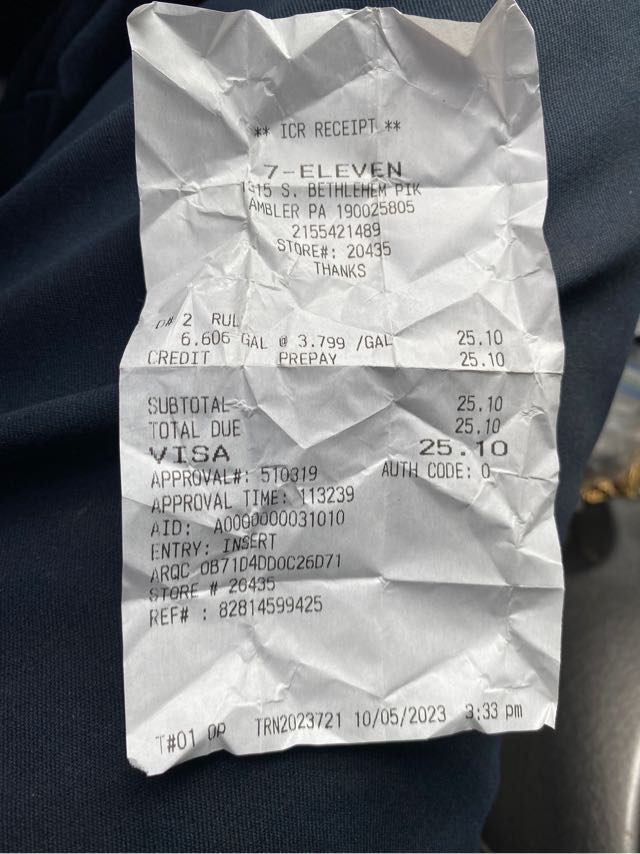 ** ICR RECEIPT **
7-ELEVEN
1315 S. BETHLEHEM PIK
AMBLER PA 190025805
2155421489
STORE#: 20435
THANKS
D# 2 RUL
6.606 GAL @ 3.799 /GAL 25.10
CREDIT PREPAY 25.10
SUBTOTAL 25.10
TOTAL DUE 25.10
VISA 25.10
APPROVAL#: 510319 AUTH CODE: 0
APPROVAL TIME: 113239
AID: A0000000031010
ENTRY: INSERT
ARQC 0B71D4DD0C26D71
STORE # 20435
REF# : 82814599425
T#01 OP TRN2023721 10/05/2023 3:33 pm